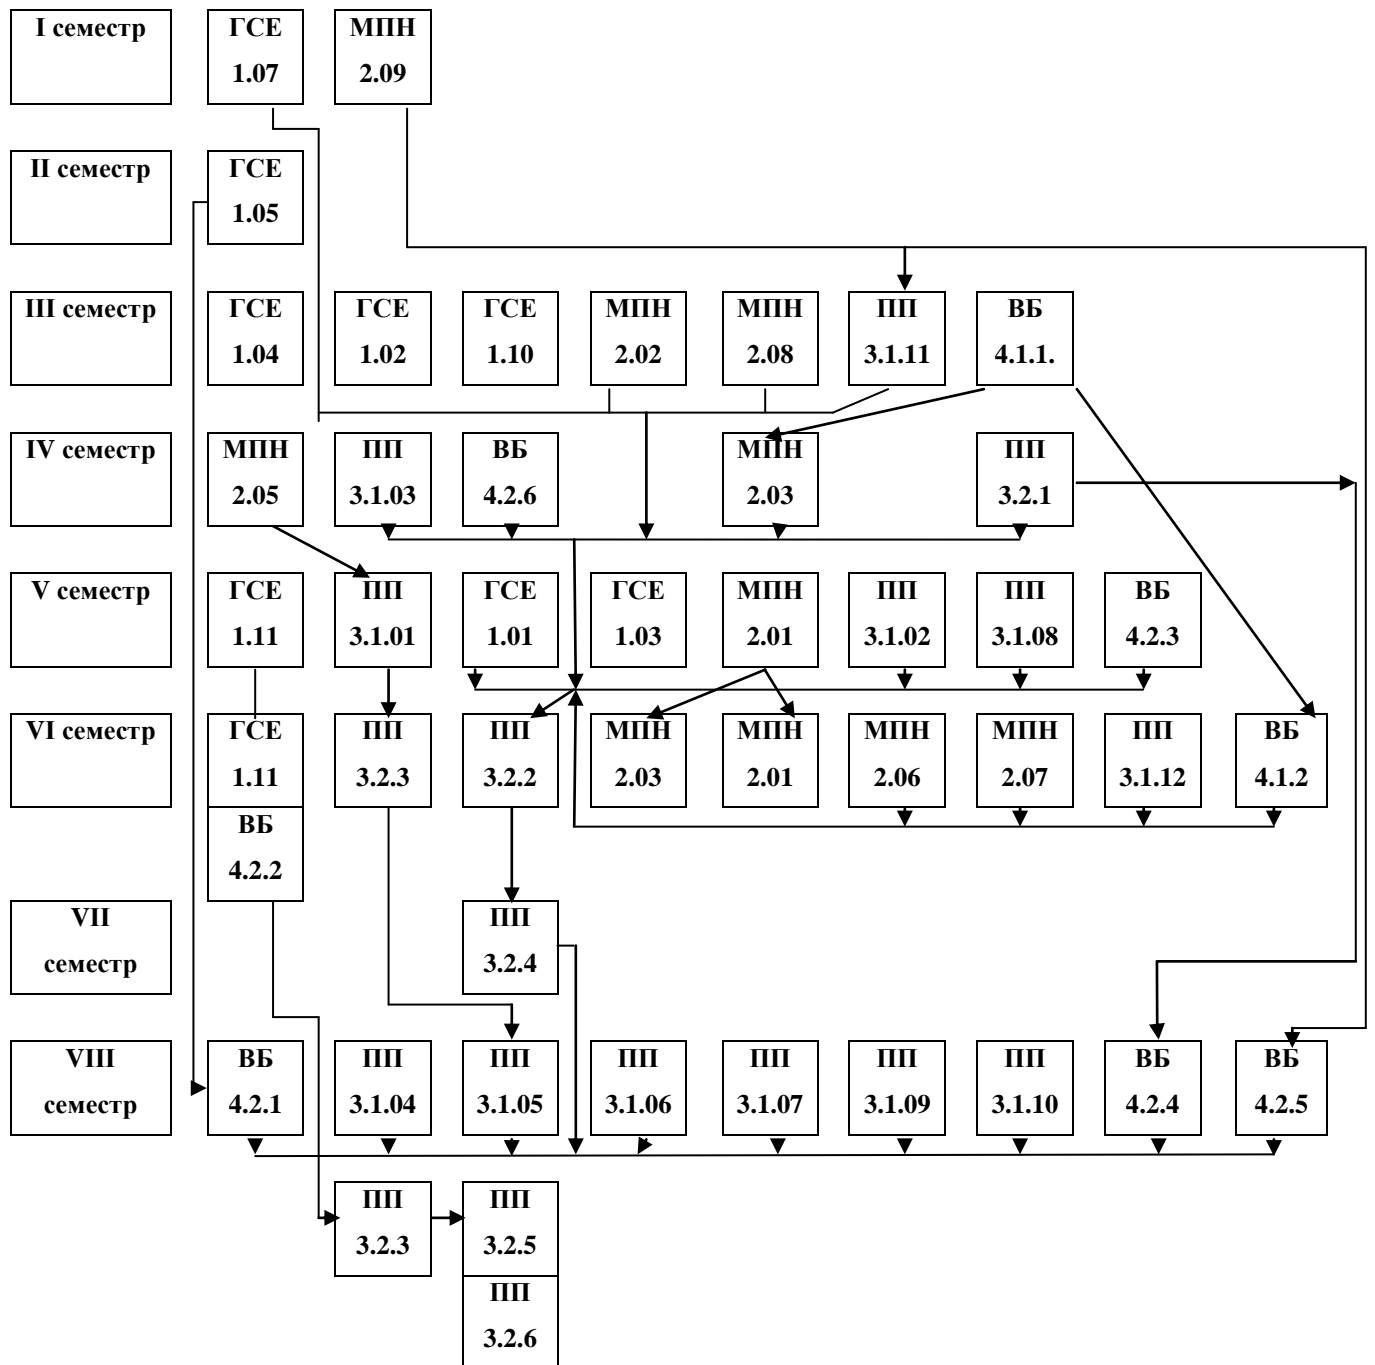 I семестр
ГСЕ
1.07
МПН
2.09
II семестр
ГСЕ
1.05
III семестр
ГСЕ
1.04
ГСЕ
1.02
ГСЕ
1.10
МПН
2.02
МПН
2.08
ПП
3.1.11
ВБ
4.1.1.
IV семестр
МПН
2.05
ПП
3.1.03
ВБ
4.2.6
МПН
2.03
ПП
3.2.1
V семестр
ГСЕ
1.11
ПП
3.1.01
ГСЕ
1.01
ГСЕ
1.03
МПН
2.01
ПП
3.1.02
ПП
3.1.08
ВБ
4.2.3
VI семестр
ГСЕ
1.11
ПП
3.2.3
ПП
3.2.2
МПН
2.03
МПН
2.01
МПН
2.06
МПН
2.07
ПП
3.1.12
ВБ
4.1.2
ВБ
4.2.2
VII
семестр
ПП
3.2.4
VIII
семестр
ВБ
4.2.1
ПП
3.1.04
ПП
3.1.05
ПП
3.1.06
ПП
3.1.07
ПП
3.1.09
ПП
3.1.10
ВБ
4.2.4
ВБ
4.2.5
ПП
3.2.3
ПП
3.2.5
ПП
3.2.6